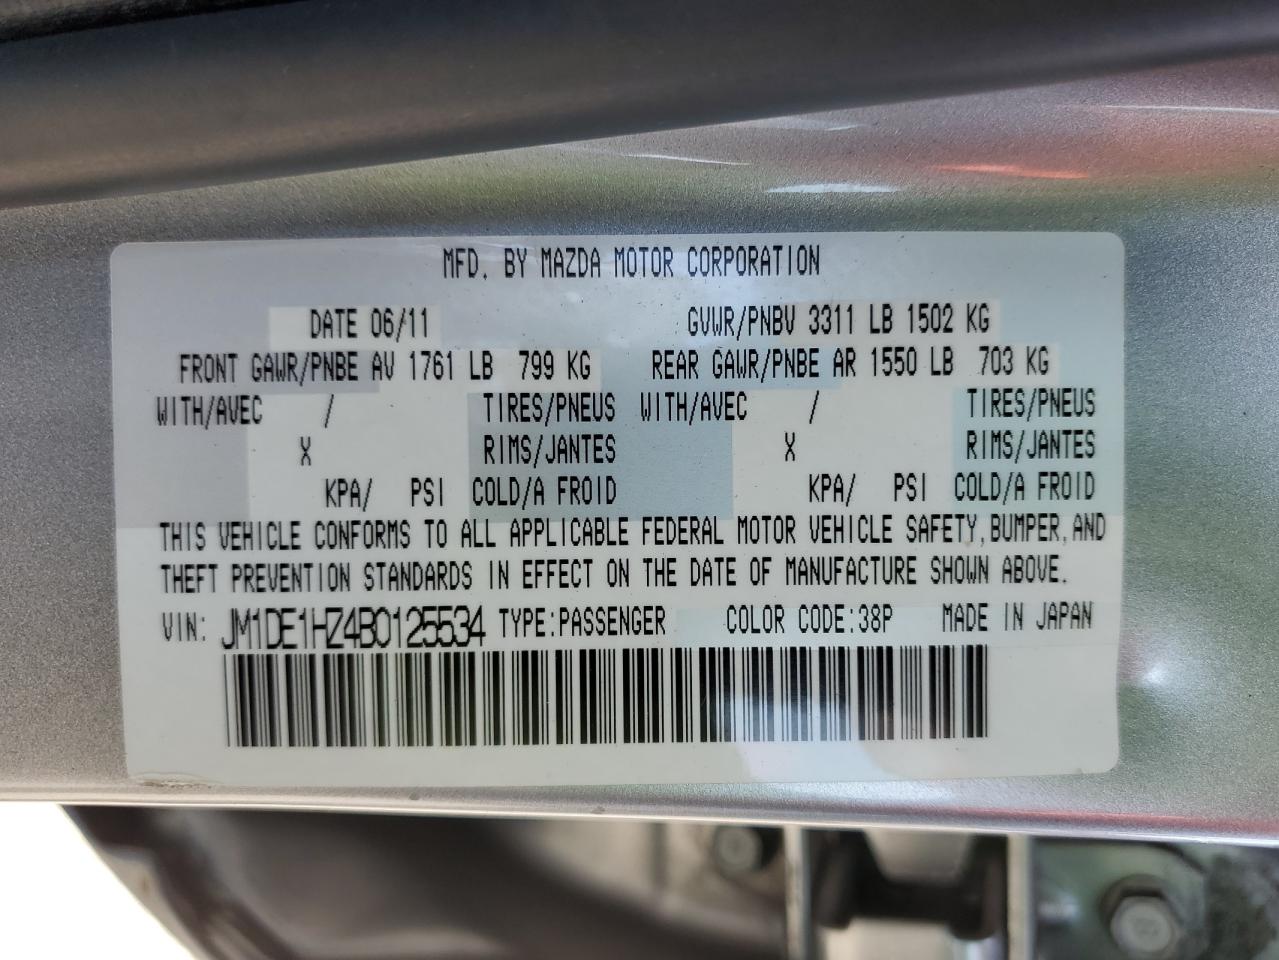 MFD. BY MAZDA MOTOR CORPORATION
DATE 06/11 GVWR/PNBV 3311 LB 1502 KG
FRONT GAWR/PNBE AV 1761 LB 799 KG REAR GAWR/PNBE AR 1550 LB 703 KG
WITH/AVEC / TIRES/PNEUS WITH/AVEC / TIRES/PNEUS
X RIMS/JANTES X RIMS/JANTES
KPA/ PSI COLD/A FROID KPA/ PSI COLD/A FROID
THIS VEHICLE CONFORMS TO ALL APPLICABLE FEDERAL MOTOR VEHICLE SAFETY, BUMPER, AND
THEFT PREVENTION STANDARDS IN EFFECT ON THE DATE OF MANUFACTURE SHOWN ABOVE.
VIN: JM1DE1HZ4B0125534 TYPE:PASSENGER COLOR CODE:38P MADE IN JAPAN